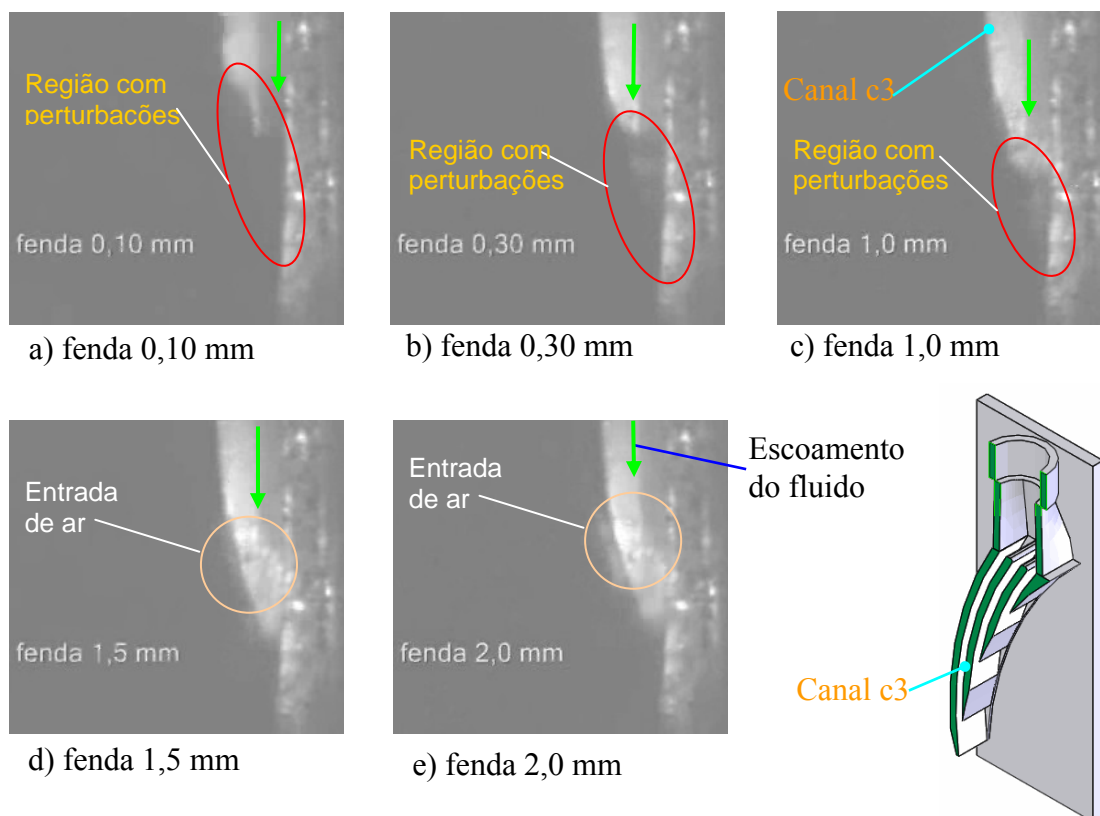 Região com
perturbacões
fenda 0,10 mm
a) fenda 0,10 mm
Região com
perturbações
fenda 0,30 mm
b) fenda 0,30 mm
Canal c3
Região com
perturbações
fenda 1,0 mm
c) fenda 1,0 mm
Entrada
de ar
fenda 1,5 mm
d) fenda 1,5 mm
Entrada
de ar
fenda 2,0 mm
e) fenda 2,0 mm
Escoamento
do fluido
Canal c3